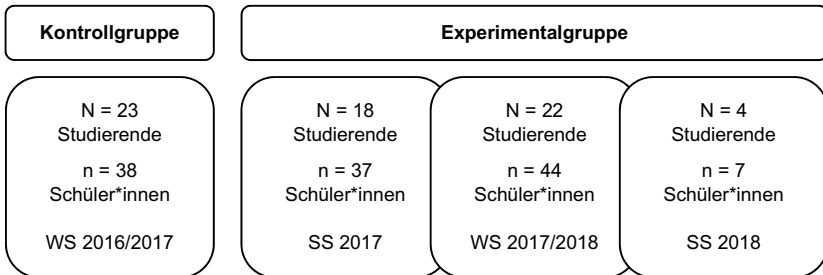 Kontrollgruppe
Experimentalgruppe
N = 23
Studierende
n = 38
Schüler*innen
WS 2016/2017
N = 18
Studierende
n = 37
Schüler*innen
SS 2017
N = 22
Studierende
n = 44
Schüler*innen
WS 2017/2018
N = 4
Studierende
n = 7
Schüler*innen
SS 2018